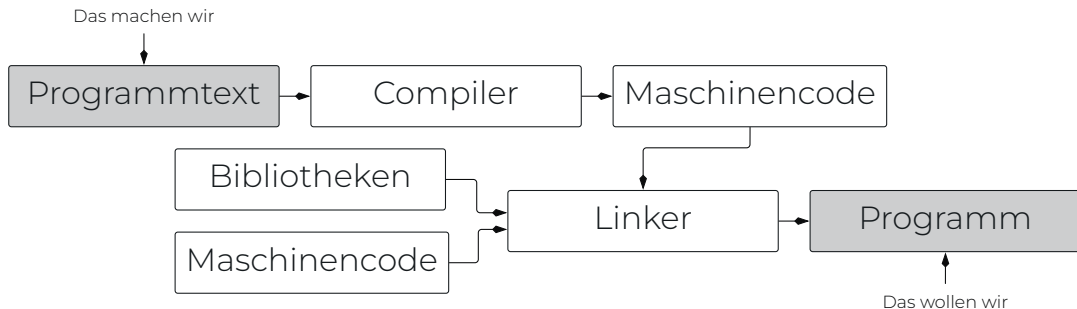 Das machen wir
Programmtext
Compiler
Maschinencode
Bibliotheken
Linker
Programm
Maschinencode
Das wollen wir